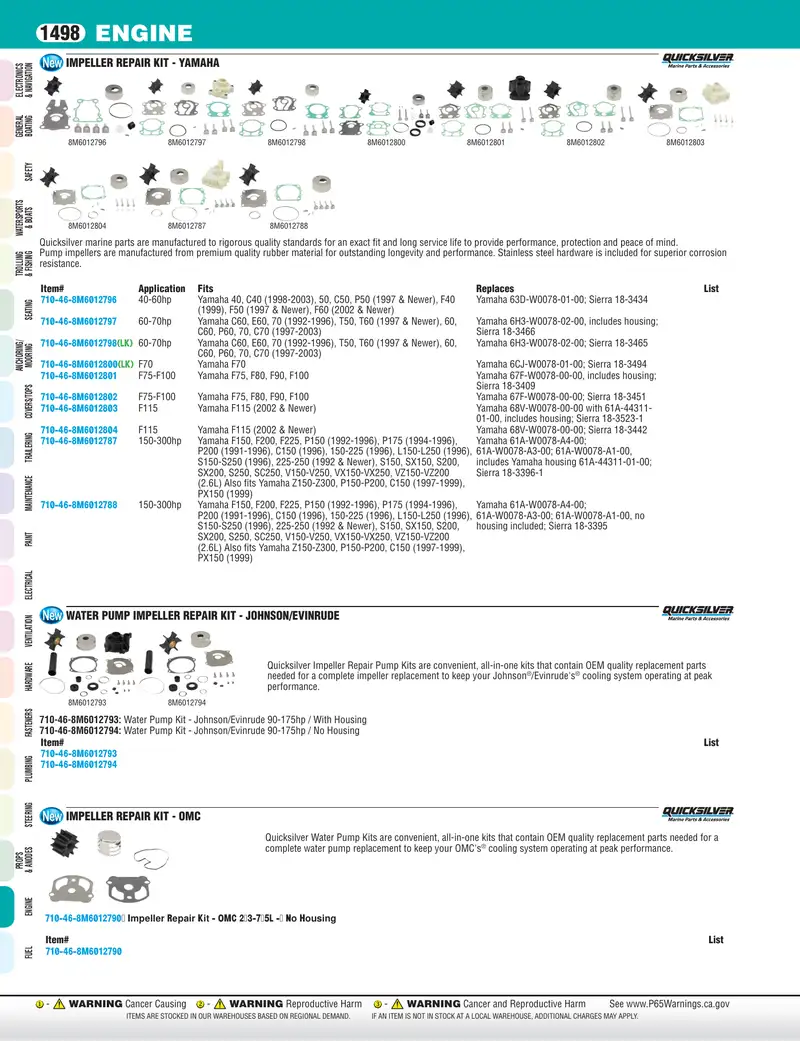 1498 ENGINE
New IMPELLER REPAIR KIT - YAMAHA
QUICKSILVER
Marine Parts & Accessories
8M6012796 8M6012797 8M6012798 8M6012800 8M6012801 8M6012802 8M6012803
8M6012804 8M6012787 8M6012788
Quicksilver marine parts are manufactured to rigorous quality standards for an exact fit and long service life to provide performance, protection and peace of mind.
Pump impellers are manufactured from premium quality rubber material for outstanding longevity and performance. Stainless steel hardware is included for superior corrosion
resistance.
Item# Application Fits Replaces List
710-46-8M6012796 40-60hp Yamaha 40, C40 (1998-2003), 50, C50, P50 (1997 & Newer), F40 Yamaha 63D-W0078-01-00; Sierra 18-3434
(1999), F50 (1997 & Newer), F60 (2002 & Newer)
710-46-8M6012797 60-70hp Yamaha C60, E60, 70 (1992-1996), T50, T60 (1997 & Newer), 60, Yamaha 6H3-W0078-02-00, includes housing;
C60, P60, 70, C70 (1997-2003) Sierra 18-3466
710-46-8M6012798(LK) 60-70hp Yamaha C60, E60, 70 (1992-1996), T50, T60 (1997 & Newer), 60, Yamaha 6H3-W0078-02-00; Sierra 18-3465
C60, P60, 70, C70 (1997-2003)
710-46-8M6012800(LK) F70 Yamaha F70 Yamaha 6CJ-W0078-01-00; Sierra 18-3494
710-46-8M6012801 F75-F100 Yamaha F75, F80, F90, F100 Yamaha 67F-W0078-00-00, includes housing;
Sierra 18-3409
710-46-8M6012802 F75-F100 Yamaha F75, F80, F90, F100 Yamaha 67F-W0078-00-00; Sierra 18-3451
710-46-8M6012803 F115 Yamaha F115 (2002 & Newer) Yamaha 68V-W0078-00-00 with 61A-44311-
01-00, includes housing; Sierra 18-3523-1
710-46-8M6012804 F115 Yamaha F115 (2002 & Newer) Yamaha 68V-W0078-00-00; Sierra 18-3442
710-46-8M6012787 150-300hp Yamaha F150, F200, F225, P150 (1992-1996), P175 (1994-1996), Yamaha 61A-W0078-A4-00;
P200 (1991-1996), C150 (1996), 150-225 (1996), L150-L250 (1996), 61A-W0078-A3-00; 61A-W0078-A1-00,
S150-S250 (1996), 225-250 (1992 & Newer), S150, SX150, S200, includes Yamaha housing 61A-44311-01-00;
SX200, S250, SC250, V150-V250, VX150-VX250, VZ150-VZ200 Sierra 18-3396-1
(2.6L) Also fits Yamaha Z150-Z300, P150-P200, C150 (1997-1999),
PX150 (1999)
710-46-8M6012788 150-300hp Yamaha F150, F200, F225, P150 (1992-1996), P175 (1994-1996), Yamaha 61A-W0078-A4-00;
P200 (1991-1996), C150 (1996), 150-225 (1996), L150-L250 (1996), 61A-W0078-A3-00; 61A-W0078-A1-00, no
S150-S250 (1996), 225-250 (1992 & Newer), S150, SX150, S200, housing included; Sierra 18-3395
SX200, S250, SC250, V150-V250, VX150-VX250, VZ150-VZ200
(2.6L) Also fits Yamaha Z150-Z300, P150-P200, C150 (1997-1999),
PX150 (1999)
New WATER PUMP IMPELLER REPAIR KIT - JOHNSON/EVINRUDE
QUICKSILVER
Marine Parts & Accessories
Quicksilver Impeller Repair Pump Kits are convenient, all-in-one kits that contain OEM quality replacement parts
needed for a complete impeller replacement to keep your Johnson®/Evinrude's® cooling system operating at peak
performance.
8M6012793 8M6012794
710-46-8M6012793: Water Pump Kit - Johnson/Evinrude 90-175hp / With Housing
710-46-8M6012794: Water Pump Kit - Johnson/Evinrude 90-175hp / No Housing
Item# List
710-46-8M6012793
710-46-8M6012794
New IMPELLER REPAIR KIT - OMC
QUICKSILVER
Marine Parts & Accessories
Quicksilver Water Pump Kits are convenient, all-in-one kits that contain OEM quality replacement parts needed for a
complete water pump replacement to keep your OMC's® cooling system operating at peak performance.
710-46-8M6012790▯ Impeller Repair Kit - OMC 2▯3-7▯5L -▯ No Housing
Item# List
710-46-8M6012790
ELECTRONICS
& NAVIGATION
GENERAL
BOATING
SAFETY
WATERSPORTS
& BOATS
TROLLING
& FISHING
SEATING
ANCHORING/
MOORING
COVERS/TOPS
TRAILERING
MAINTENANCE
PAINT
ELECTRICAL
VENTILATION
HARDWARE
FASTENERS
PLUMBING
STEERING
PROPS
& ANODES
ENGINE
FUEL
1 - WARNING Cancer Causing 2 - WARNING Reproductive Harm 3 - WARNING Cancer and Reproductive Harm See www.P65Warnings.ca.gov
ITEMS ARE STOCKED IN OUR WAREHOUSES BASED ON REGIONAL DEMAND. IF AN ITEM IS NOT IN STOCK AT A LOCAL WAREHOUSE, ADDITIONAL CHARGES MAY APPLY.